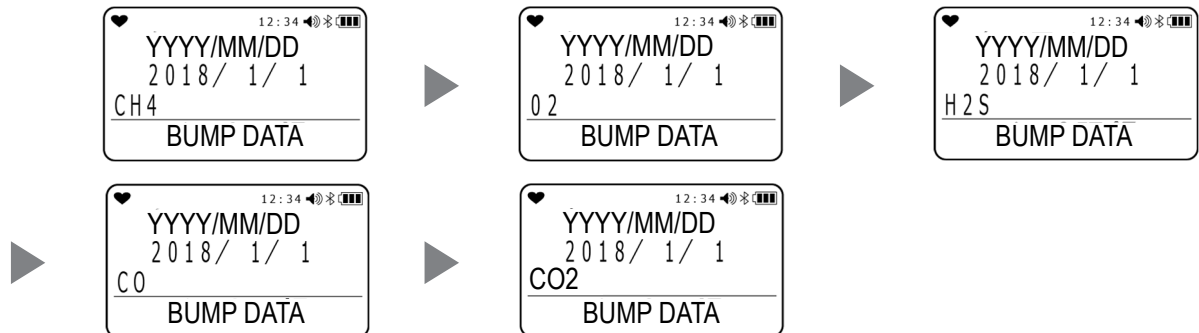 12:34
YYYY/MM/DD
2018/ 1/ 1
CH4
BUMP DATA
12:34
YYYY/MM/DD
2018/ 1/ 1
O2
BUMP DATA
12:34
YYYY/MM/DD
2018/ 1/ 1
H2S
BUMP DATA
12:34
YYYY/MM/DD
2018/ 1/ 1
CO
BUMP DATA
12:34
YYYY/MM/DD
2018/ 1/ 1
CO2
BUMP DATA